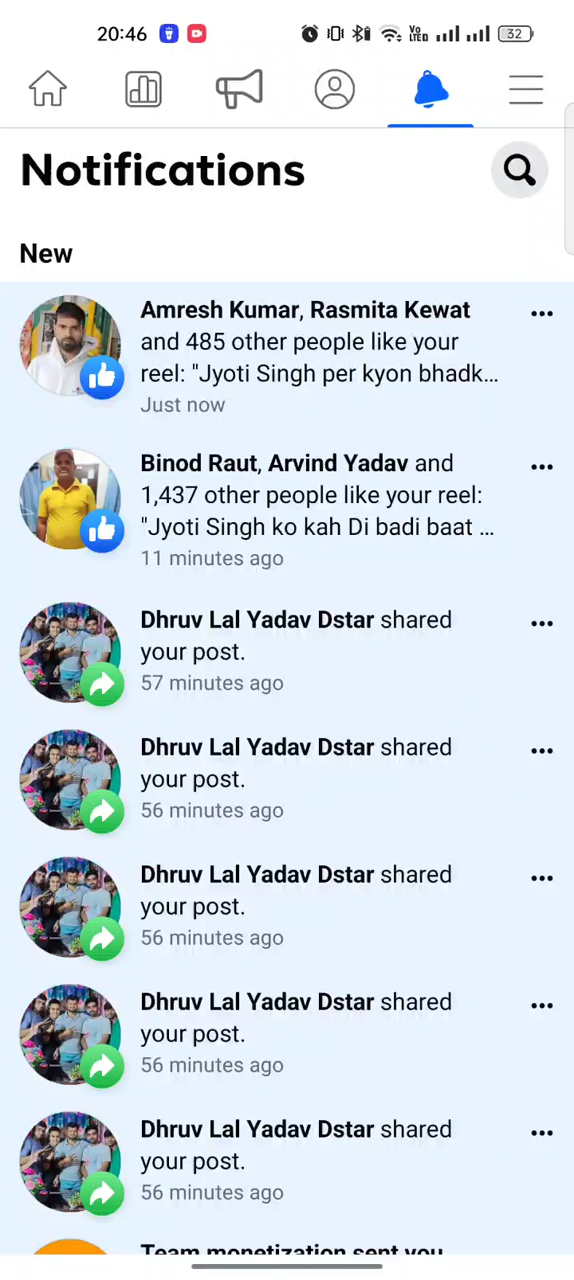 20:46
Vo
LTED
32
Notifications
New
Amresh Kumar, Rasmita Kewat
and 485 other people like your
reel: "Jyoti Singh per kyon bhadk...
Just now
Binod Raut, Arvind Yadav and
1,437 other people like your reel:
"Jyoti Singh ko kah Di badi baat ...
11 minutes ago
Dhruv Lal Yadav Dstar shared
your post.
57 minutes ago
Dhruv Lal Yadav Dstar shared
your post.
56 minutes ago
Dhruv Lal Yadav Dstar shared
your post.
56 minutes ago
Dhruv Lal Yadav Dstar shared
your post.
56 minutes ago
Dhruv Lal Yadav Dstar shared
your post.
56 minutes ago
Team monetization sent you